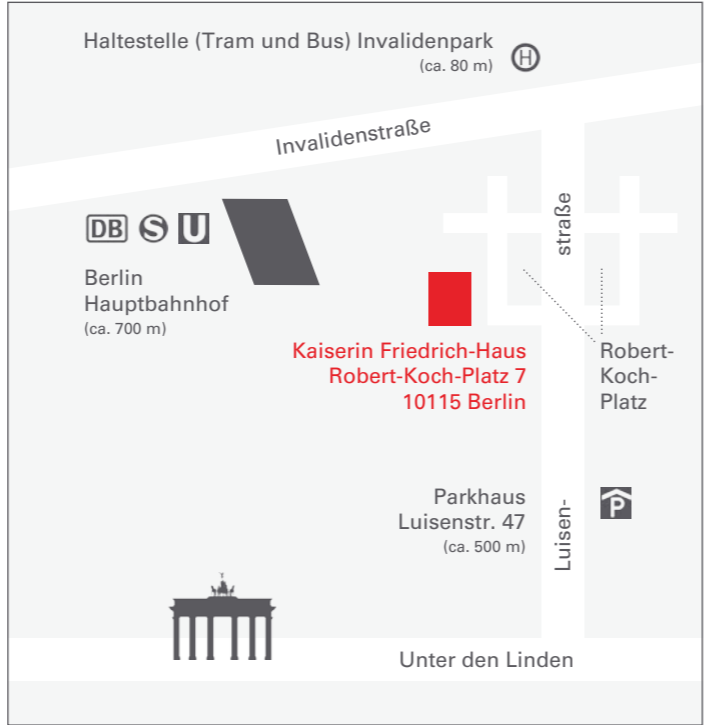 Haltestelle (Tram und Bus) Invalidenpark
(ca. 80 m)
H
Invalidenstraße
DB S U
Berlin
Hauptbahnhof
(ca. 700 m)
straße
Kaiserin Friedrich-Haus
Robert-Koch-Platz 7
10115 Berlin
Robert-
Koch-
Platz
Parkhaus
Luisenstr. 47
(ca. 500 m)
P
Luisen-
Unter den Linden